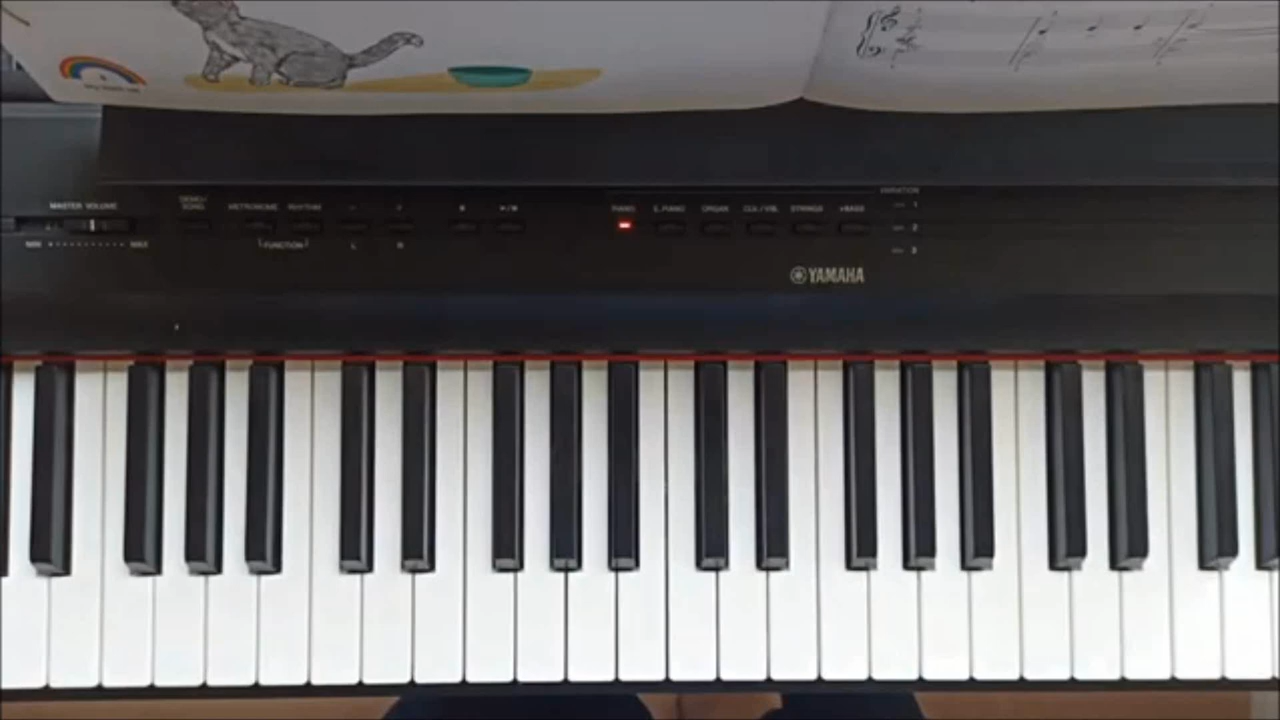 VARIATION
DEMO/
SONG
MASTER VOLUME
METRONOME RHYTHM
PIANO E.PIANO ORGAN CLV./VIB. STRINGS BASS
1
2
3
MIN MAX
FUNCTION L R
YAMAHA